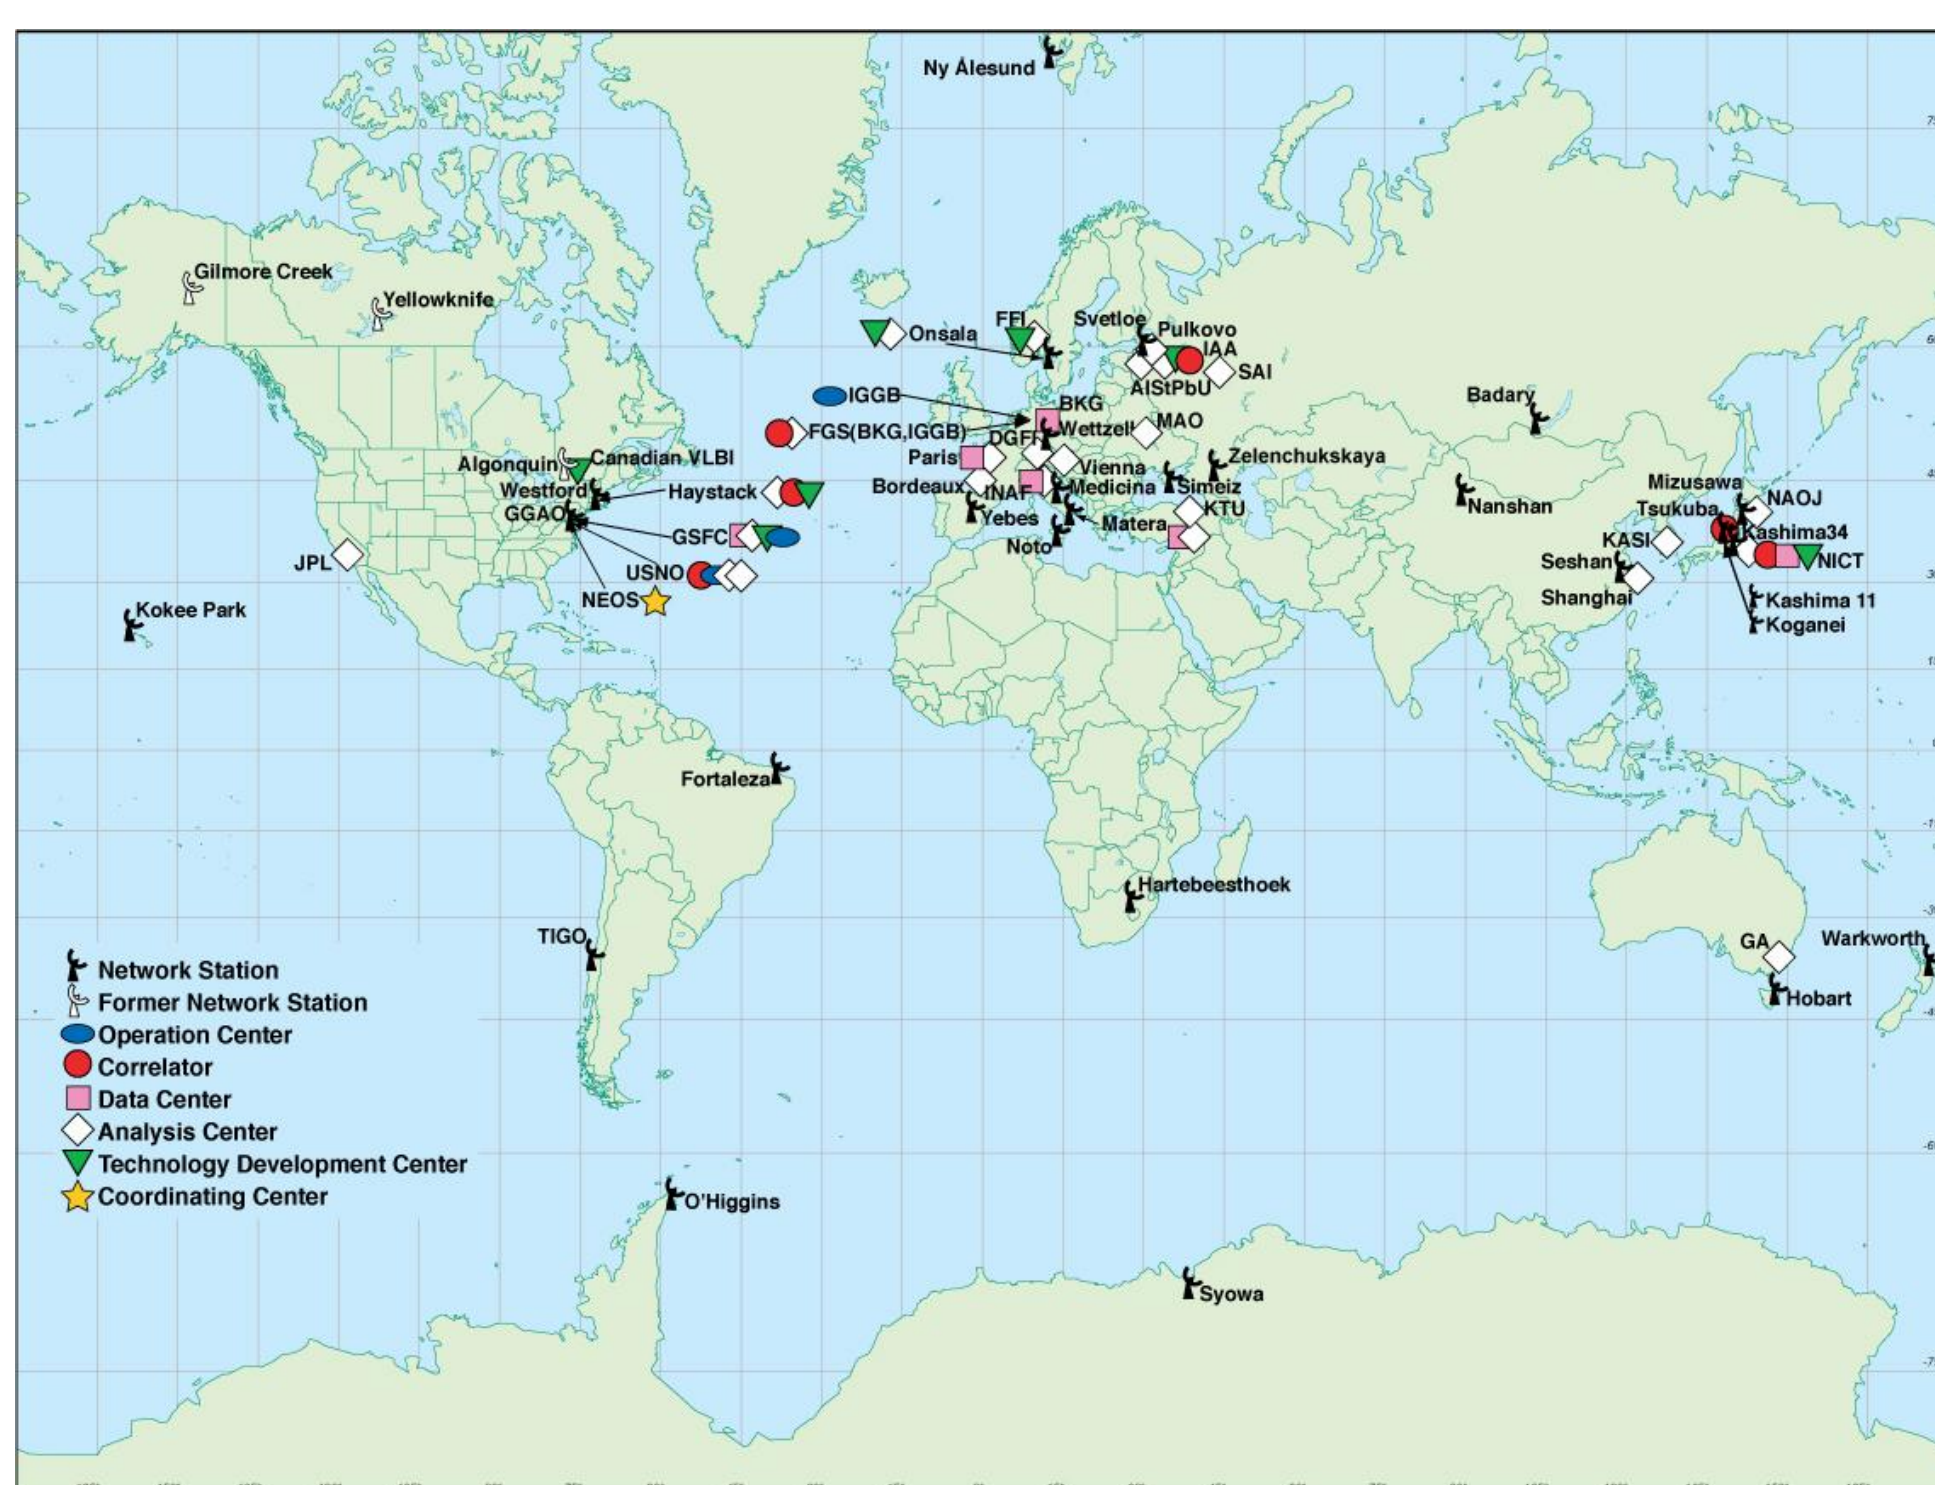 Ny Ålesund
Gilmore Creek
Yellowknife
Onsala
FFI
Svetloe
Pulkovo
IAA
AIStPbU
SAI
IGGB
BKG
FGS(BKG,IGGB)
Wettzell
DGFI
MAO
Badary
Algonquin
Canadian VLBI
Paris
Vienna
Zelenchukskaya
Westford
Haystack
Bordeaux
INAF
Medicina
Simeiz
Nanshan
Mizusawa
NAOJ
GGAO
Yebes
Matera
KTU
Tsukuba
GSFC
Noto
KASI
Kashima34
JPL
USNO
Seshan
NICT
NEOS
Shanghai
Kashima 11
Kokee Park
Koganei
Fortaleza
Hartebeesthoek
TIGO
GA
Warkworth
Hobart
Network Station
Former Network Station
Operation Center
Correlator
Data Center
Analysis Center
Technology Development Center
Coordinating Center
O'Higgins
Syowa